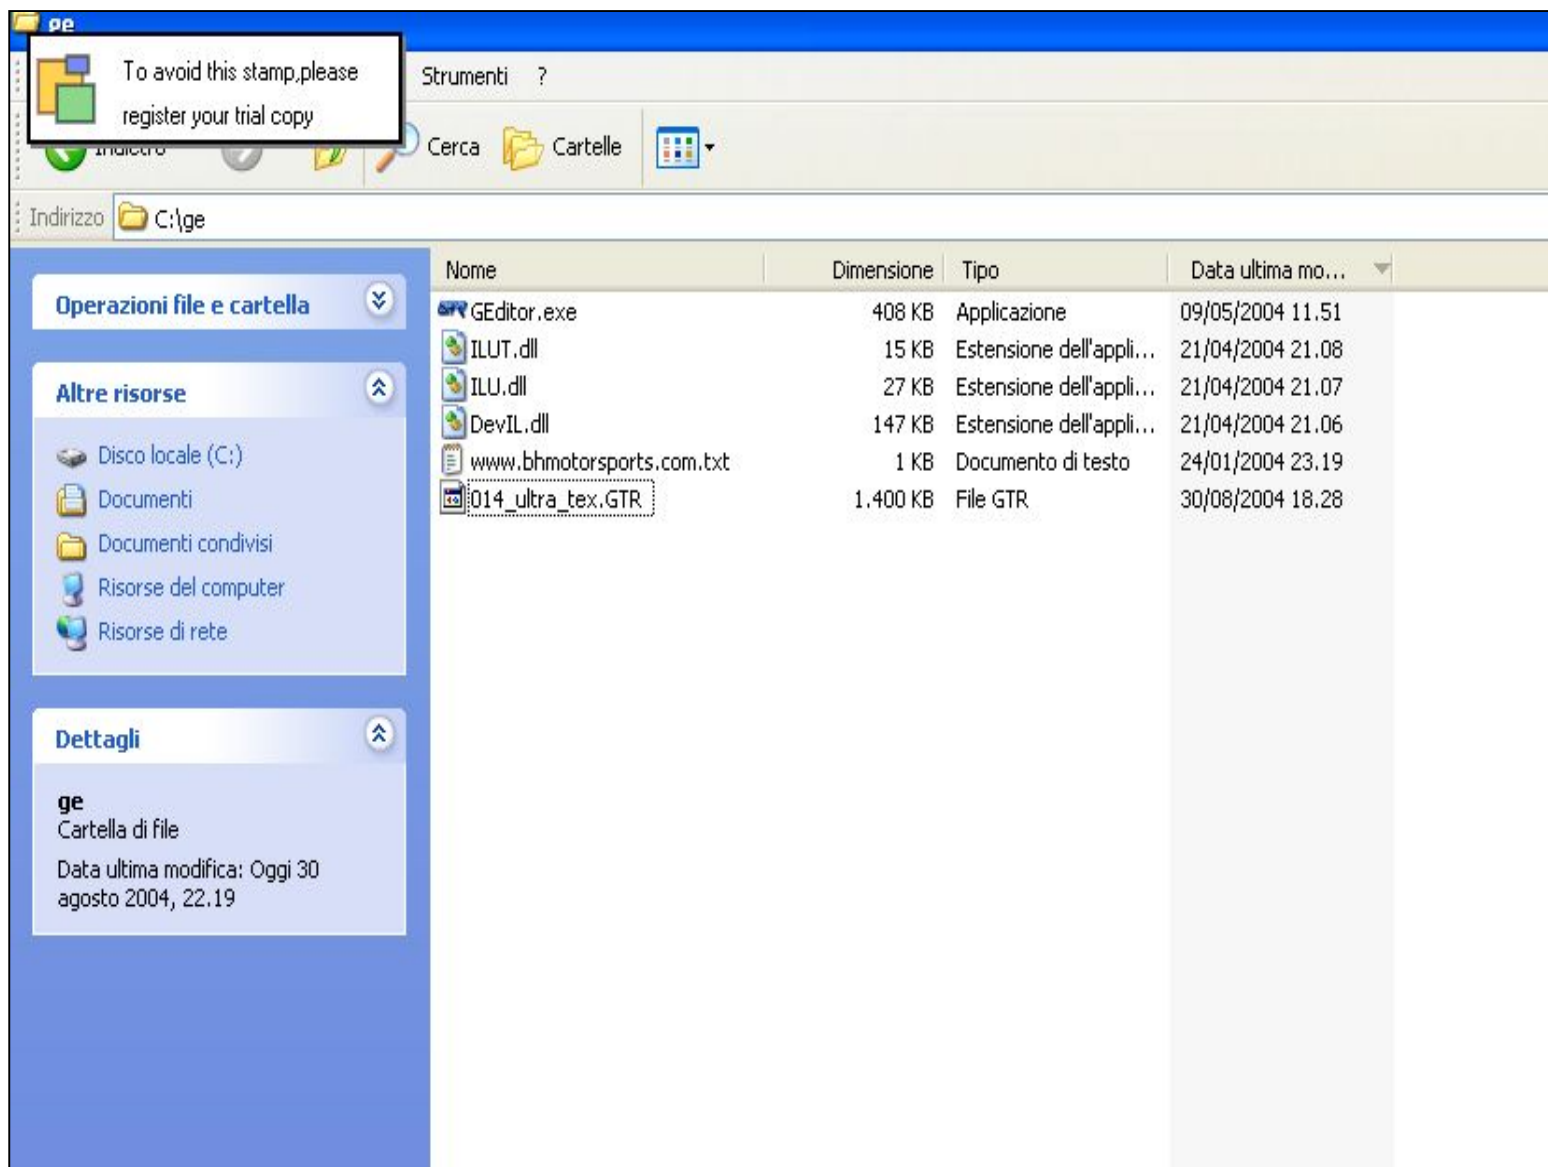 ge
To avoid this stamp,please
register your trial copy
Strumenti ?
Indietro Cerca Cartelle
Indirizzo C:\ge
Nome Dimensione Tipo Data ultima mo...
Operazioni file e cartella
GEditor.exe 408 KB Applicazione 09/05/2004 11.51
ILUT.dll 15 KB Estensione dell'appli... 21/04/2004 21.08
Altre risorse
ILU.dll 27 KB Estensione dell'appli... 21/04/2004 21.07
DevIL.dll 147 KB Estensione dell'appli... 21/04/2004 21.06
Disco locale (C:)
www.bhmotorsports.com.txt 1 KB Documento di testo 24/01/2004 23.19
Documenti
014_ultra_tex.GTR 1.400 KB File GTR 30/08/2004 18.28
Documenti condivisi
Risorse del computer
Risorse di rete
Dettagli
ge
Cartella di file
Data ultima modifica: Oggi 30
agosto 2004, 22.19